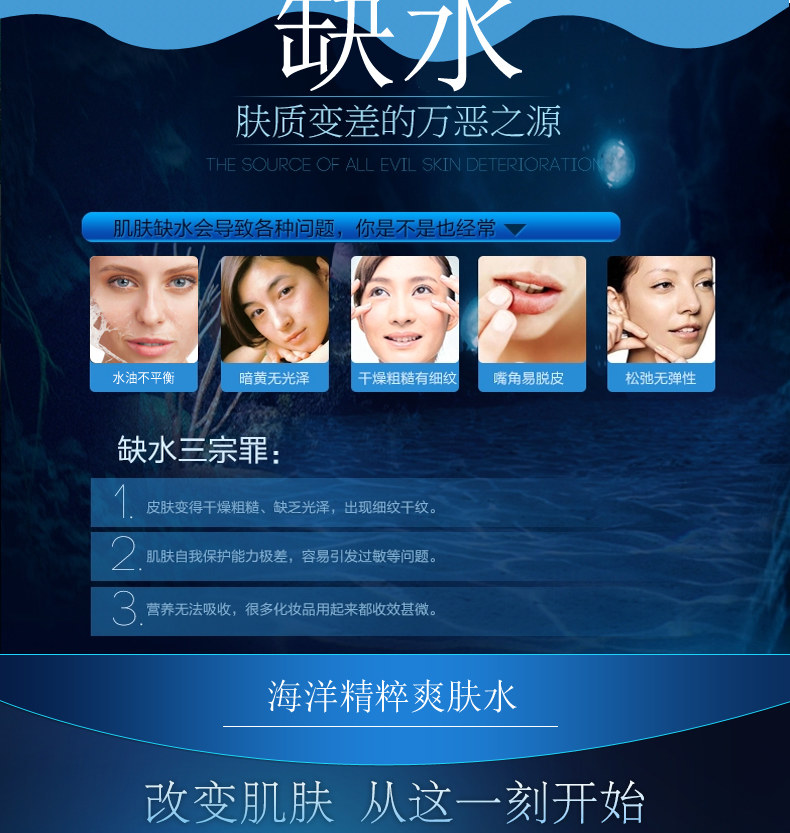 缺水
肤质变差的万恶之源
THE SOURCE OF ALL EVIL SKIN DETERIORATION
肌肤缺水会导致各种问题，你是不是也经常
水油不平衡
暗黄无光泽
干燥粗糙有细纹
嘴角易脱皮
松弛无弹性
缺水三宗罪：
1. 皮肤变得干燥粗糙、缺乏光泽，出现细纹干纹。
2. 肌肤自我保护能力极差，容易引发过敏等问题。
3. 营养无法吸收，很多化妆品用起来都收效甚微。
海洋精粹爽肤水
改变肌肤 从这一刻开始